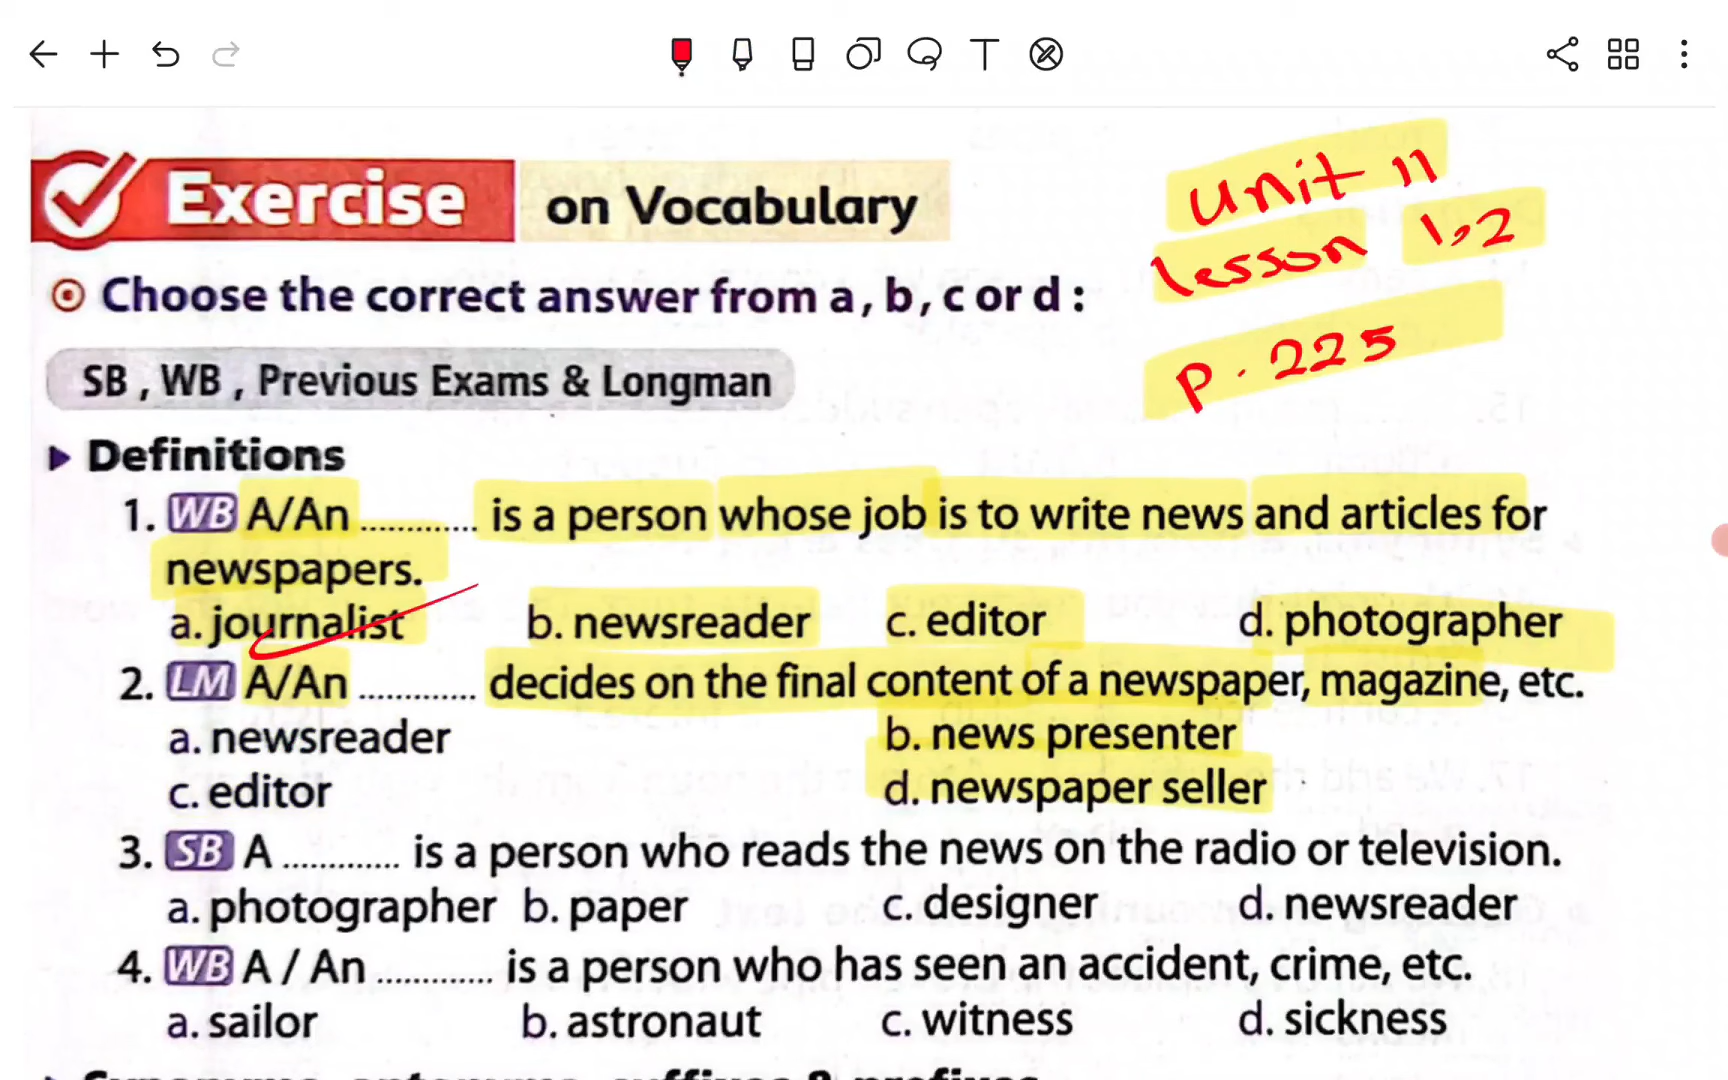 Exercise on Vocabulary
unit 11
lesson 1,2
p. 225
Choose the correct answer from a, b, c or d :
SB , WB , Previous Exams & Longman
Definitions
1. WB A/An ............. is a person whose job is to write news and articles for
newspapers.
a. journalist b. newsreader c. editor d. photographer
2. LM A/An ............. decides on the final content of a newspaper, magazine, etc.
a. newsreader b. news presenter
c. editor d. newspaper seller
3. SB A ............. is a person who reads the news on the radio or television.
a. photographer b. paper c. designer d. newsreader
4. WB A / An ............. is a person who has seen an accident, crime, etc.
a. sailor b. astronaut c. witness d. sickness